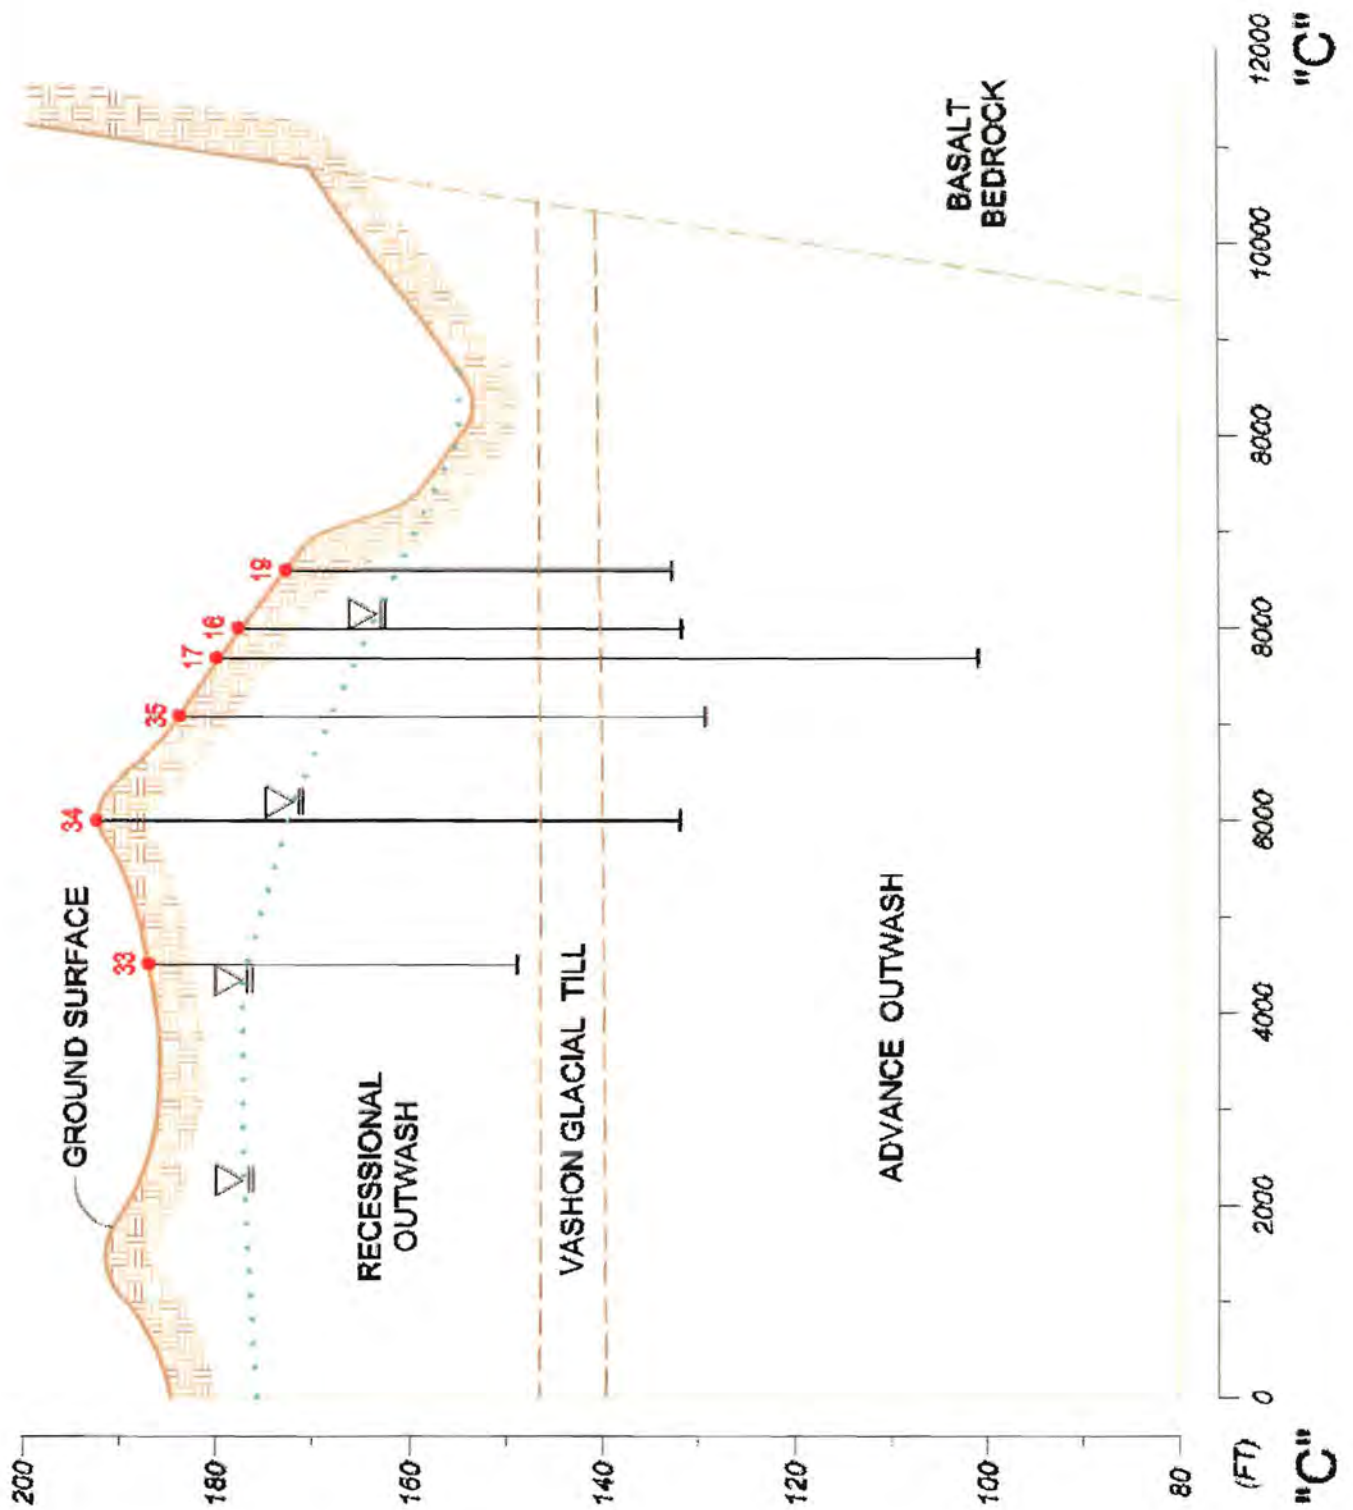 200
180
160
140
120
100
80
(FT)
GROUND SURFACE
33
34
35
17
16
19
RECESSIONAL
OUTWASH
VASHON GLACIAL TILL
ADVANCE OUTWASH
BASALT
BEDROCK
0
2000
4000
6000
8000
8000
10000
12000
"C"
"C"